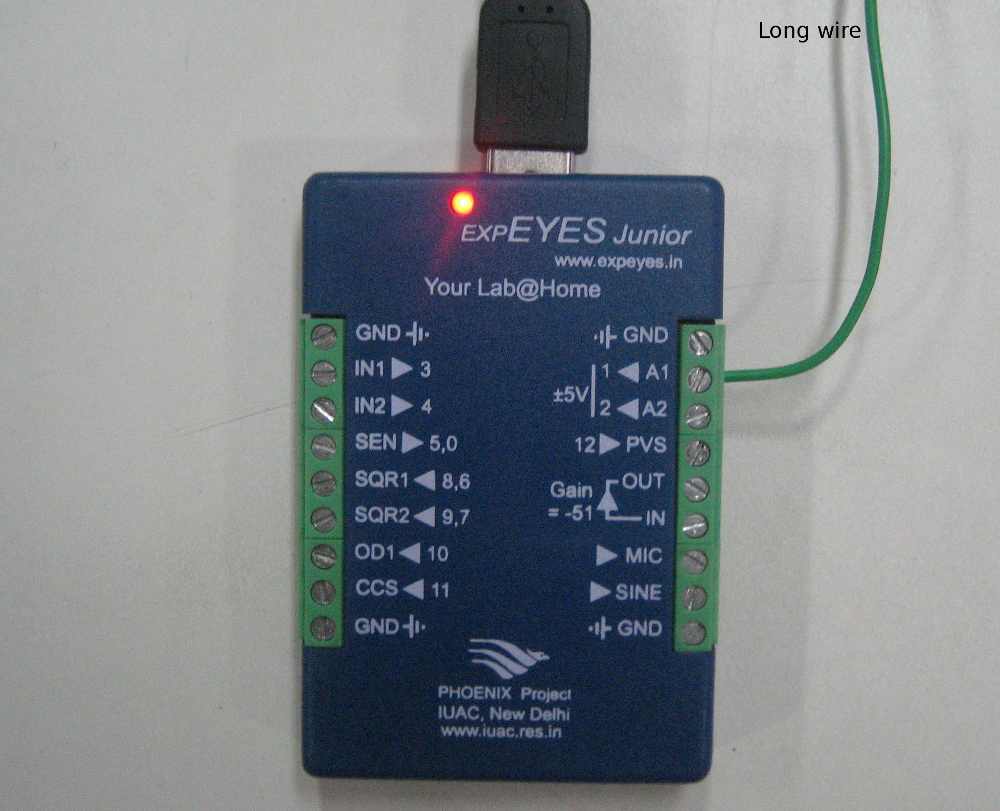 Long wire
EXPEYES Junior
www.expeyes.in
Your Lab@Home
GND
IN1 3
IN2 4
SEN 5,0
SQR1 8,6
SQR2 9,7
OD1 10
CCS 11
GND
GND
1 A1
±5V
2 A2
12 PVS
OUT
Gain
= -51
IN
MIC
SINE
GND
PHOENIX Project
IUAC, New Delhi
www.iuac.res.in